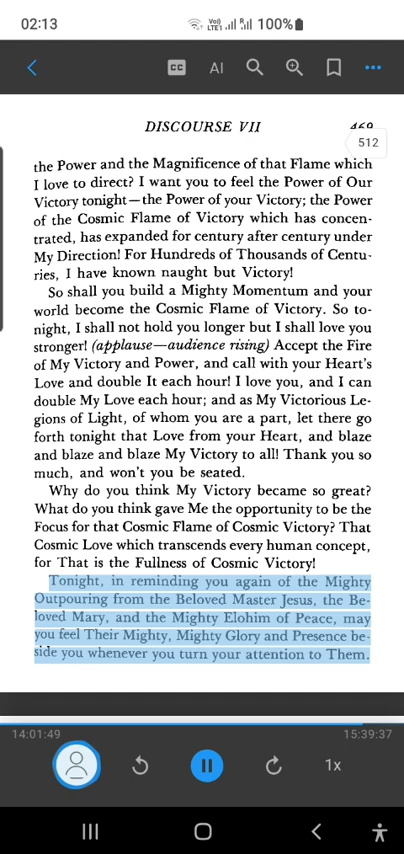 02:13
Vo)) LTE1 R 100%
CC AI
DISCOURSE VII 469
512
the Power and the Magnificence of that Flame which
I love to direct? I want you to feel the Power of Our
Victory tonight—the Power of your Victory; the Power
of the Cosmic Flame of Victory which has concen-
trated, has expanded for century after century under
My Direction! For Hundreds of Thousands of Centu-
ries, I have known naught but Victory!
So shall you build a Mighty Momentum and your
world become the Cosmic Flame of Victory. So to-
night, I shall not hold you longer but I shall love you
stronger! (applause—audience rising) Accept the Fire
of My Victory and Power, and call with your Heart's
Love and double It each hour! I love you, and I can
double My Love each hour; and as My Victorious Le-
gions of Light, of whom you are a part, let there go
forth tonight that Love from your Heart, and blaze
and blaze and blaze My Victory to all! Thank you so
much, and won't you be seated.
Why do you think My Victory became so great?
What do you think gave Me the opportunity to be the
Focus for that Cosmic Flame of Cosmic Victory? That
Cosmic Love which transcends every human concept,
for That is the Fullness of Cosmic Victory!
Tonight, in reminding you again of the Mighty
Outpouring from the Beloved Master Jesus, the Be-
loved Mary, and the Mighty Elohim of Peace, may
you feel Their Mighty, Mighty Glory and Presence be-
side you whenever you turn your attention to Them.
14:01:49 15:39:37
1x